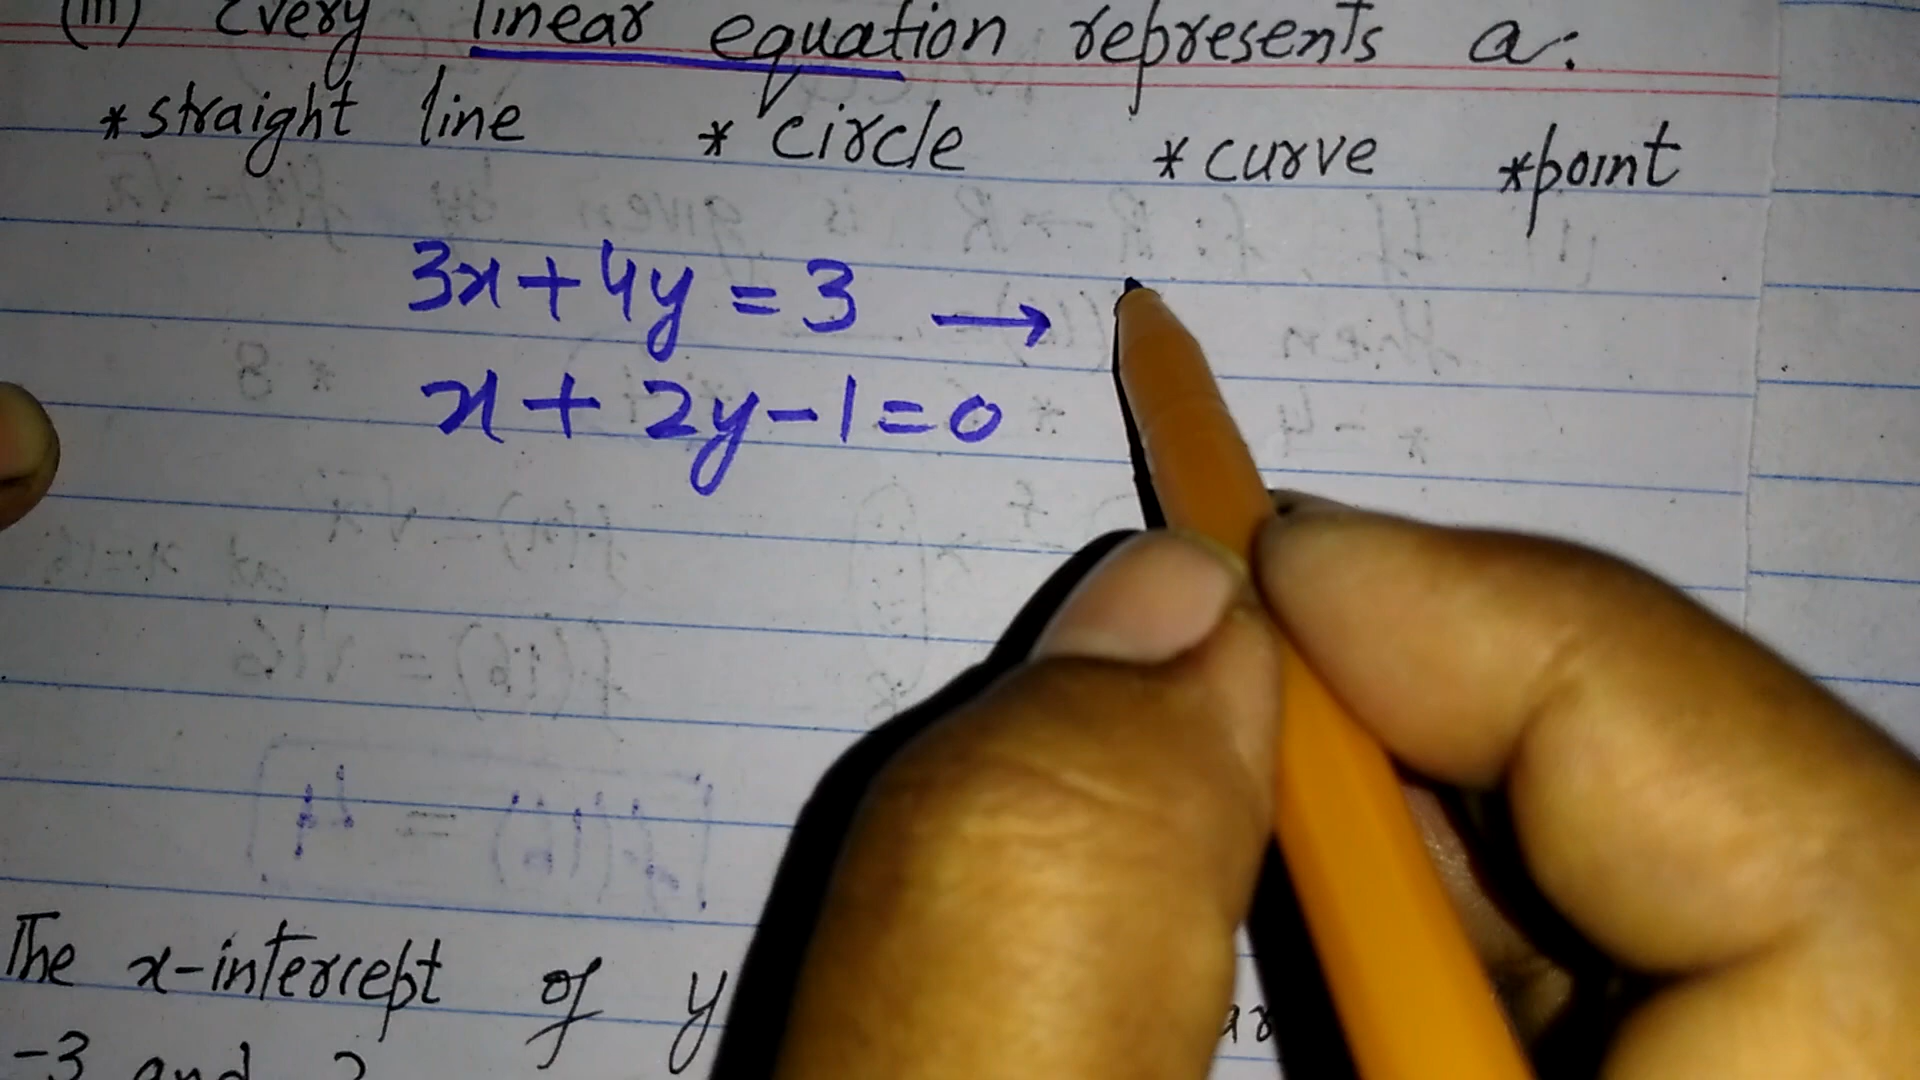 (iii) Every linear equation represents a:
*straight line * circle * curve *point
3x+4y=3 →
x+2y-1=0
The x-intercept of y
-3 and